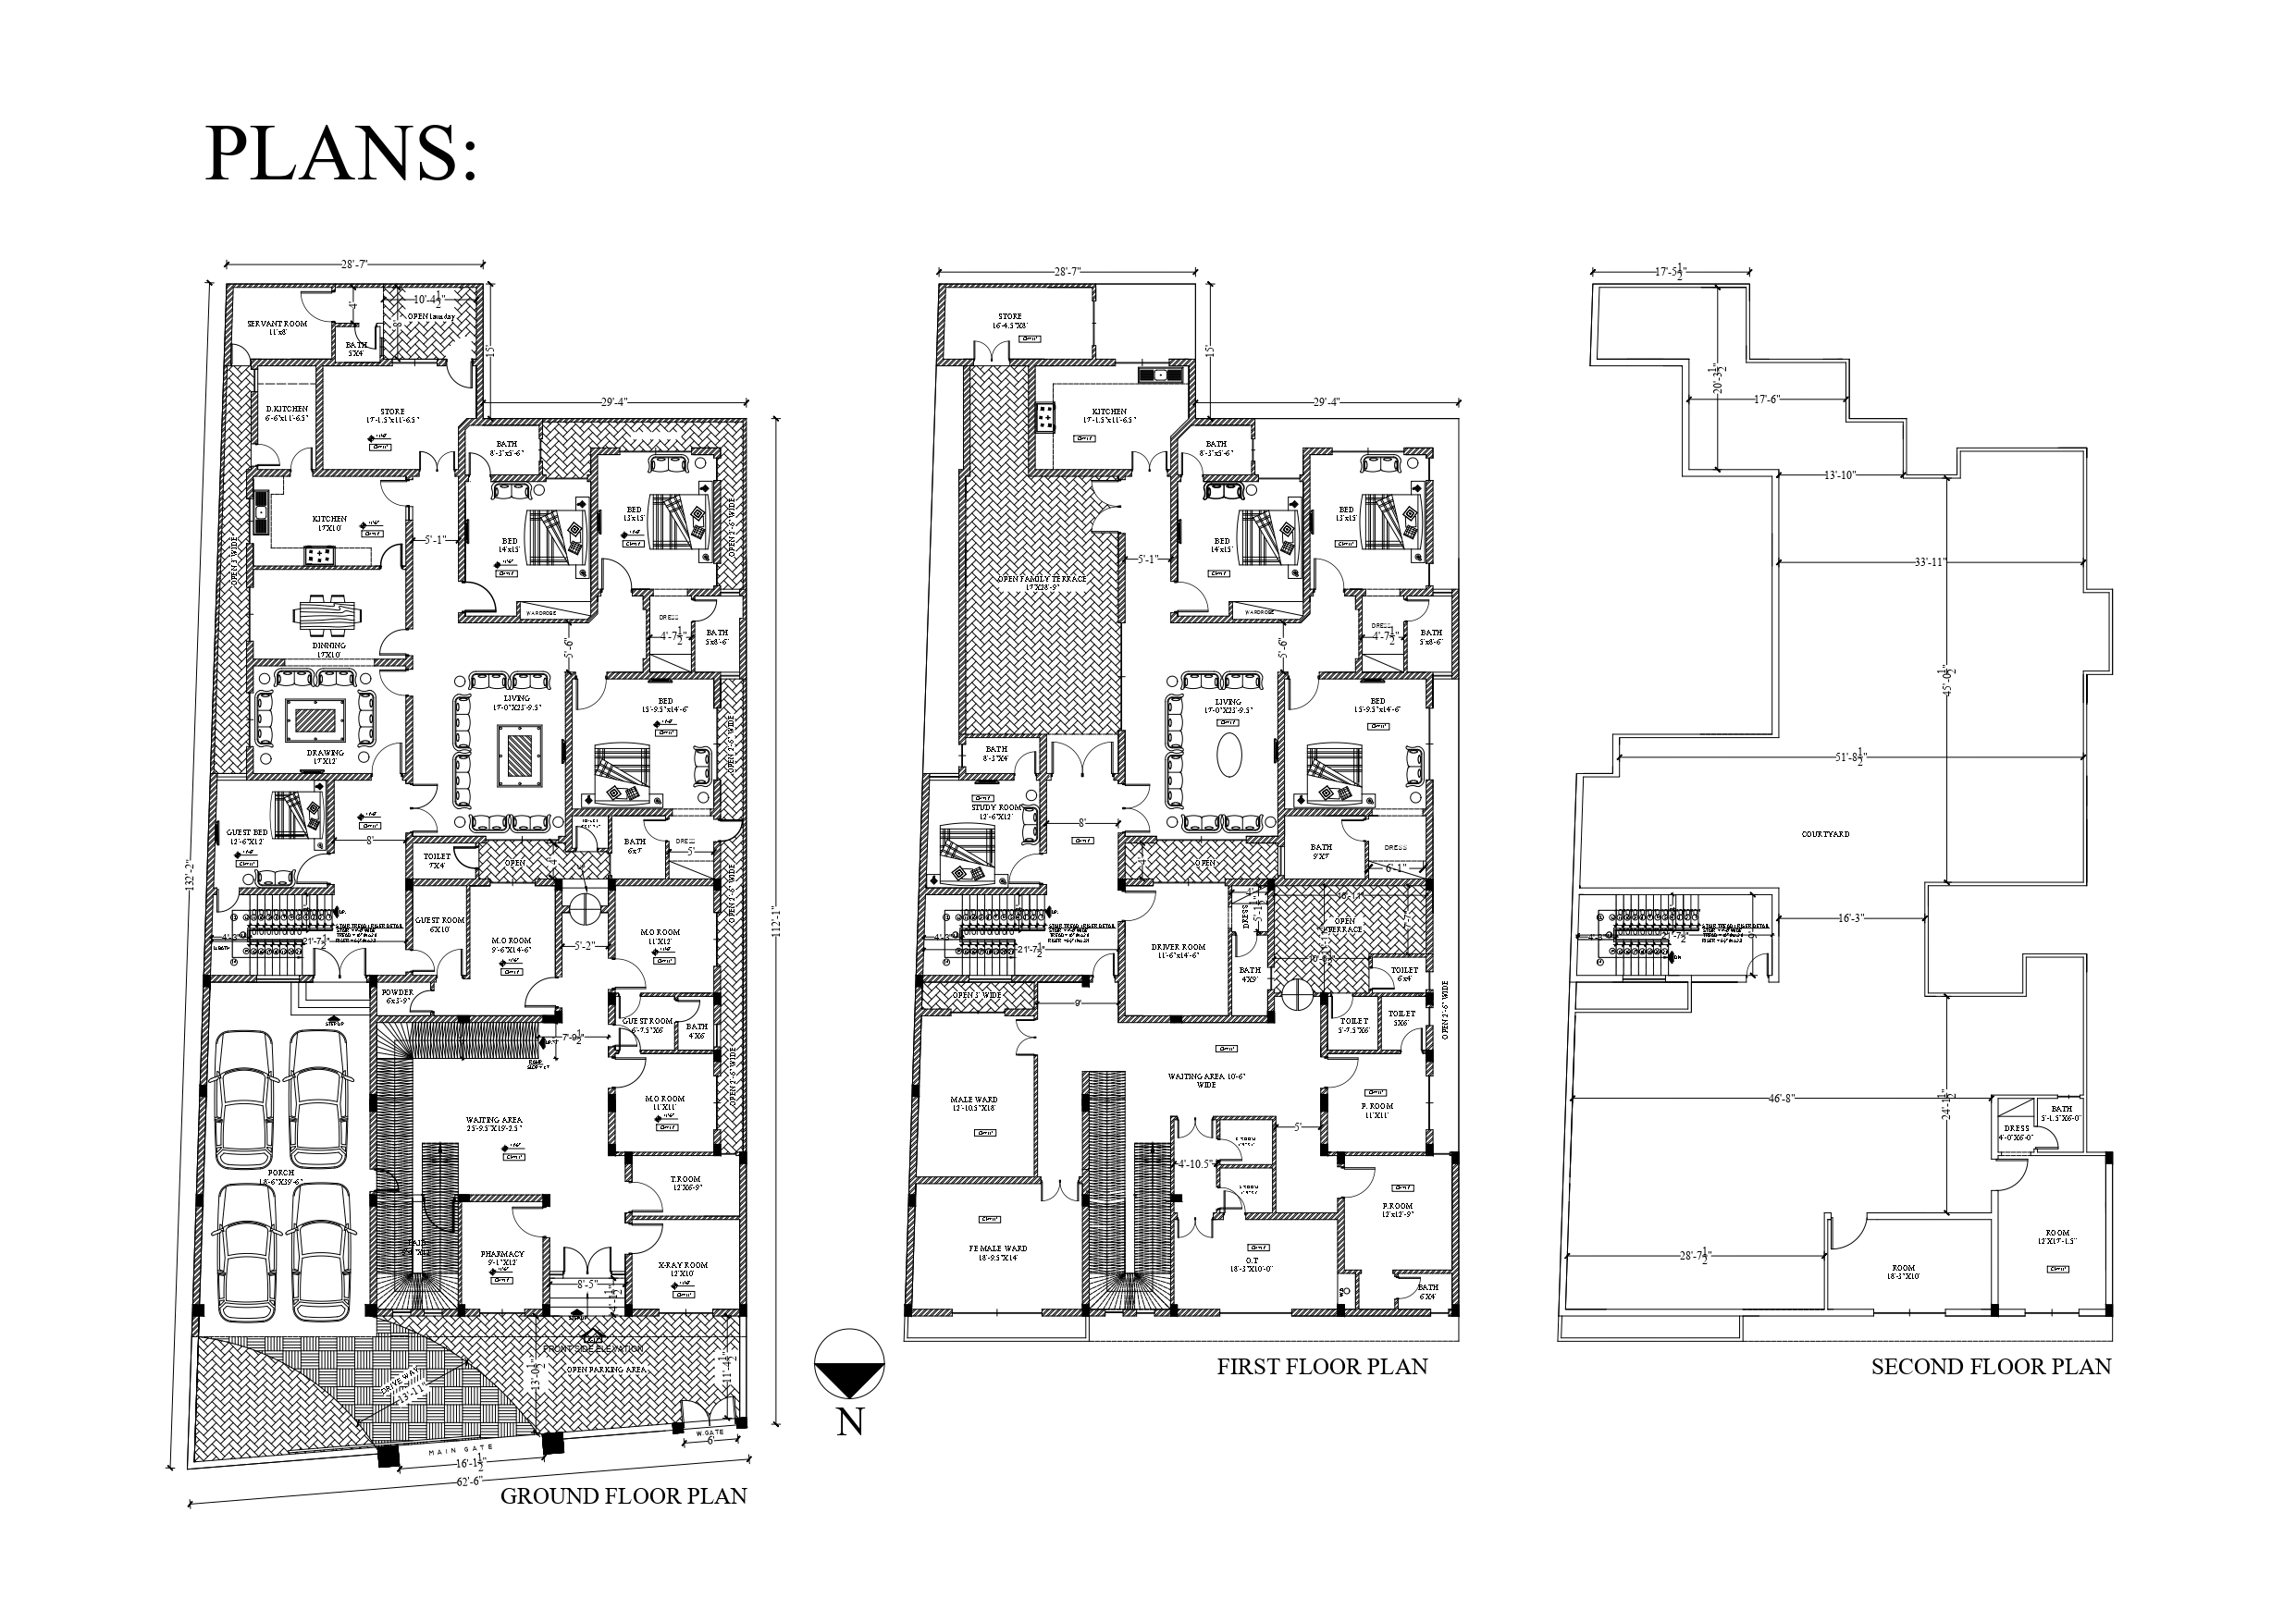 PLANS:
28'-7"
10'-4½"
OPEN laundry
SERVANT ROOM
11'x8'
4'
BATH
5'X4'
15'
29'-4"
D.KITCHEN
6'-6"x11'-6.5"
STORE
17'-1.5"x11'-6.5"
BATH
8'-3"x5'-6"
KITCHEN
17'X10'
5'-1"
BED
14'x15'
BED
13'x15'
OPEN 5' WIDE
OPEN 2'-6" WIDE
WARDROBE
DRESS
4'-7½"
BATH
5'x8'-6"
5'-6"
DINNING
17'X10'
LIVING
17'-0"X23'-9.5"
BED
15'-9.5"x14'-6"
DRAWING
17'X12'
OPEN 2'-6" WIDE
GUEST BED
12'-6"X12'
8'
TOILET
7'X4'
OPEN
BATH
6'x7'
DRESS
5'
132'-2"
112'-1"
OPEN 2'-6" WIDE
GUEST ROOM
6'X10'
M.O ROOM
9'-6"X14'-6"
M.O ROOM
11'X12'
5'-2"
4'-3"
21'-7½"
POWDER
6'x5'-9"
GUEST ROOM
6'-7.5"X6'
BATH
4'X6'
7'-9½"
OPEN 2'-6" WIDE
M.O ROOM
11'X11'
WAITING AREA
25'-9.5"X19'-2.5"
PORCH
18'-6"X39'-6"
T.ROOM
12'X6'-9"
PHARMACY
9'-1"X12'
X-RAY ROOM
12'X10'
8'-5"
4'-1½"
FRONT SIDE ELEVATION
OPEN PARKING AREA
13'-0½"
11'-4½"
DRIVE WAY
13'-11"
MAIN GATE
W.GATE
6'
16'-1½"
62'-6"
GROUND FLOOR PLAN
N
28'-7"
STORE
16'-4.5"X8'
15'
29'-4"
KITCHEN
17'-1.5"x11'-6.5"
BATH
8'-3"x5'-6"
BED
14'x15'
BED
13'x15'
5'-1"
OPEN FAMILY TERRACE
17'X28'-9"
WARDROBE
DRESS
4'-7½"
BATH
5'x8'-6"
5'-6"
LIVING
17'-0"X23'-9.5"
BED
15'-9.5"x14'-6"
BATH
8'-3"X4'
STUDY ROOM
12'-6"X12'
8'
OPEN
BATH
9'X7'
DRESS
6'-1"
4'-3"
21'-7½"
DRIVER ROOM
11'-6"x14'-6"
DRESS
BATH
4'X9'
OPEN
TERRACE
TOILET
6'x4'
OPEN 3' WIDE
9'
TOILET
5'-7.5"X6'
TOILET
5'X6'
OPEN 2'-6" WIDE
WAITING AREA 10'-6"
WIDE
MALE WARD
12'-10.5"X18'
P. ROOM
11'X11'
5'
4'-10.5"
FEMALE WARD
18'-9.5"X14'
O.T
18'-3"X10'-0"
P.ROOM
12'x12'-9"
BATH
6'X4'
FIRST FLOOR PLAN
17'-5½"
20'-3½"
17'-6"
13'-10"
33'-11"
45'-0½"
51'-8½"
COURTYARD
16'-3"
4'-3"
46'-8"
24'-1½"
BATH
5'-1.5"X6'-0"
DRESS
4'-0"X6'-0"
28'-7½"
ROOM
18'-3"X10'
ROOM
12'X17'-1.5"
SECOND FLOOR PLAN